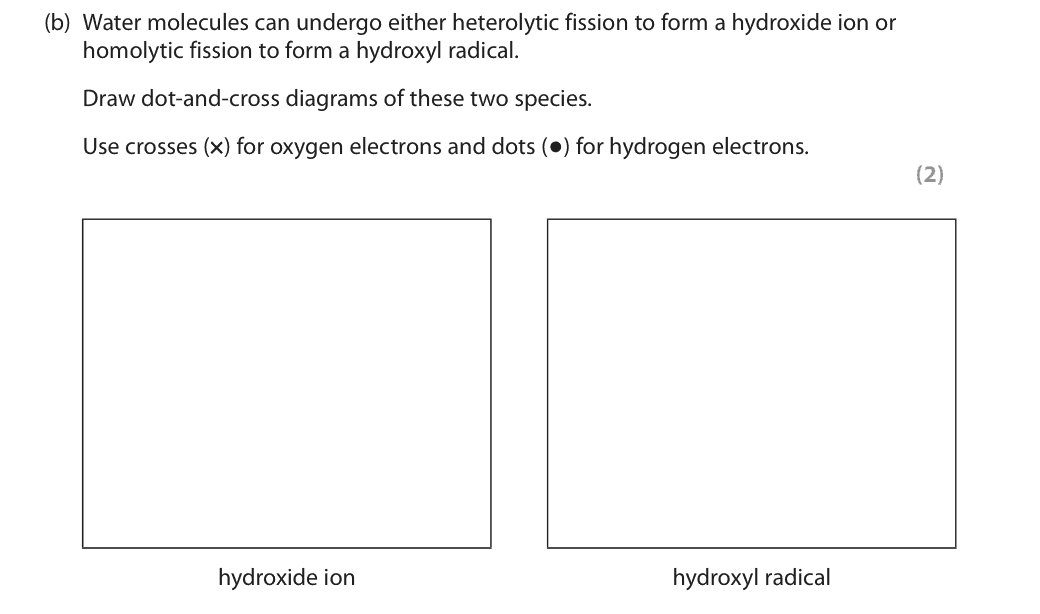 (b) Water molecules can undergo either heterolytic fission to form a hydroxide ion or
homolytic fission to form a hydroxyl radical.
Draw dot-and-cross diagrams of these two species.
Use crosses (×) for oxygen electrons and dots (●) for hydrogen electrons.
(2)
hydroxide ion
hydroxyl radical